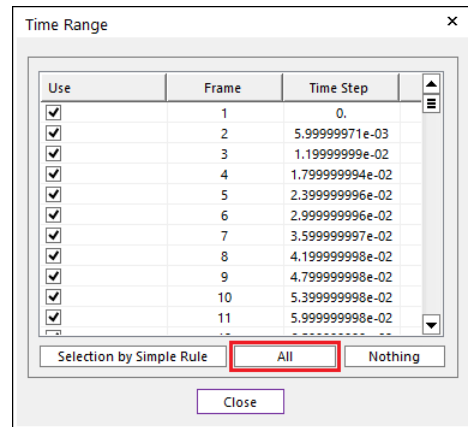 Time Range
Use Frame Time Step
1 0.
2 5.99999971e-03
3 1.19999999e-02
4 1.799999994e-02
5 2.399999996e-02
6 2.999999996e-02
7 3.599999997e-02
8 4.199999998e-02
9 4.799999998e-02
10 5.399999998e-02
11 5.999999998e-02
Selection by Simple Rule All Nothing
Close